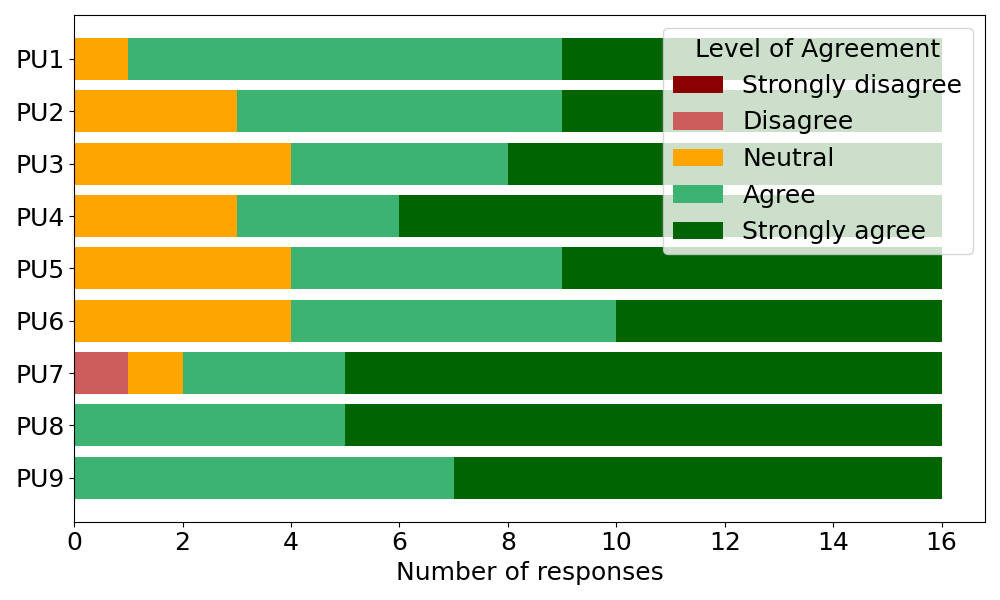 PU1
PU2
PU3
PU4
PU5
PU6
PU7
PU8
PU9
Level of Agreement
Strongly disagree
Disagree
Neutral
Agree
Strongly agree
0 2 4 6 8 10 12 14 16
Number of responses